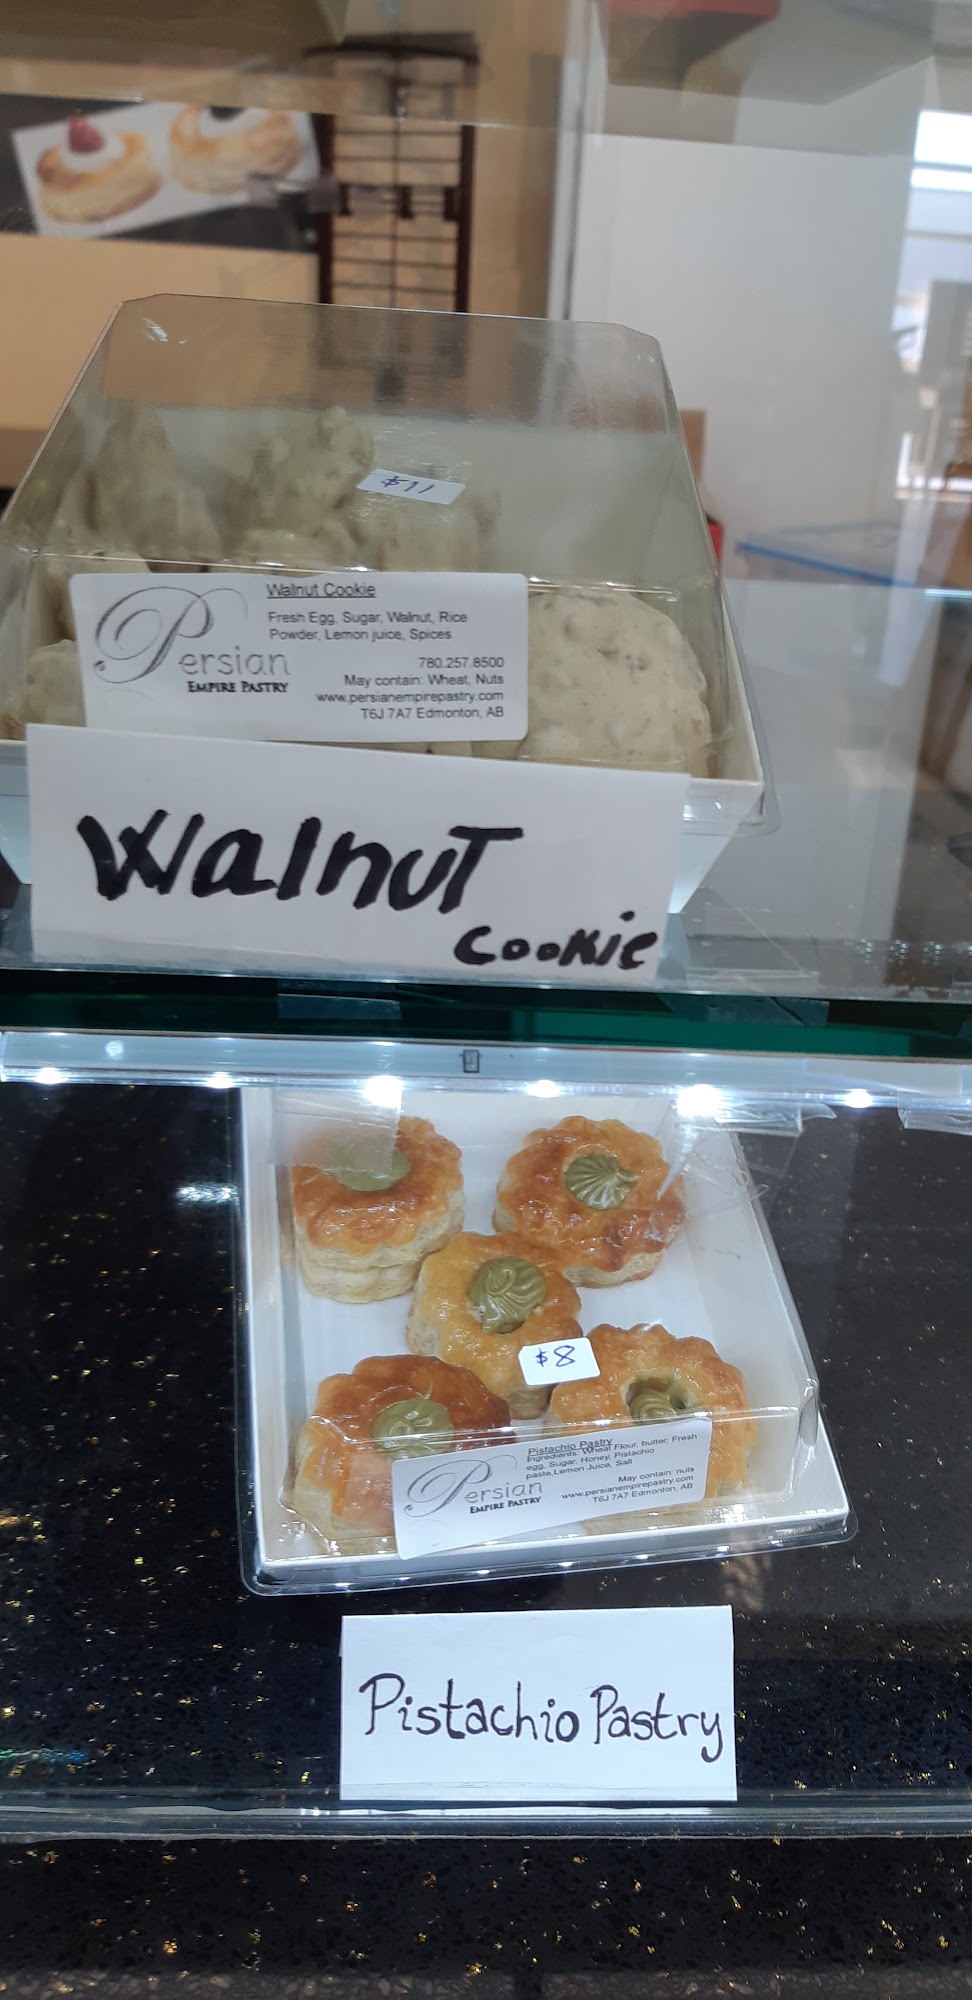 $11
Walnut Cookie
Fresh Egg, Sugar, Walnut, Rice
Powder, Lemon juice, Spices
Persian
EMPIRE PASTRY
780.257.8500
May contain: Wheat, Nuts
www.persianempirepastry.com
T6J 7A7 Edmonton, AB
Walnut
Cookie
$8
Pistachio Pastry
Ingredients: Wheat Flour, butter, Fresh
egg, Sugar, Honey, Pistachio
paste,Lemon Juice, Salt
Persian
EMPIRE PASTRY
May contain: nuts
www.persianempirepastry.com
T6J 7A7 Edmonton, AB
Pistachio Pastry